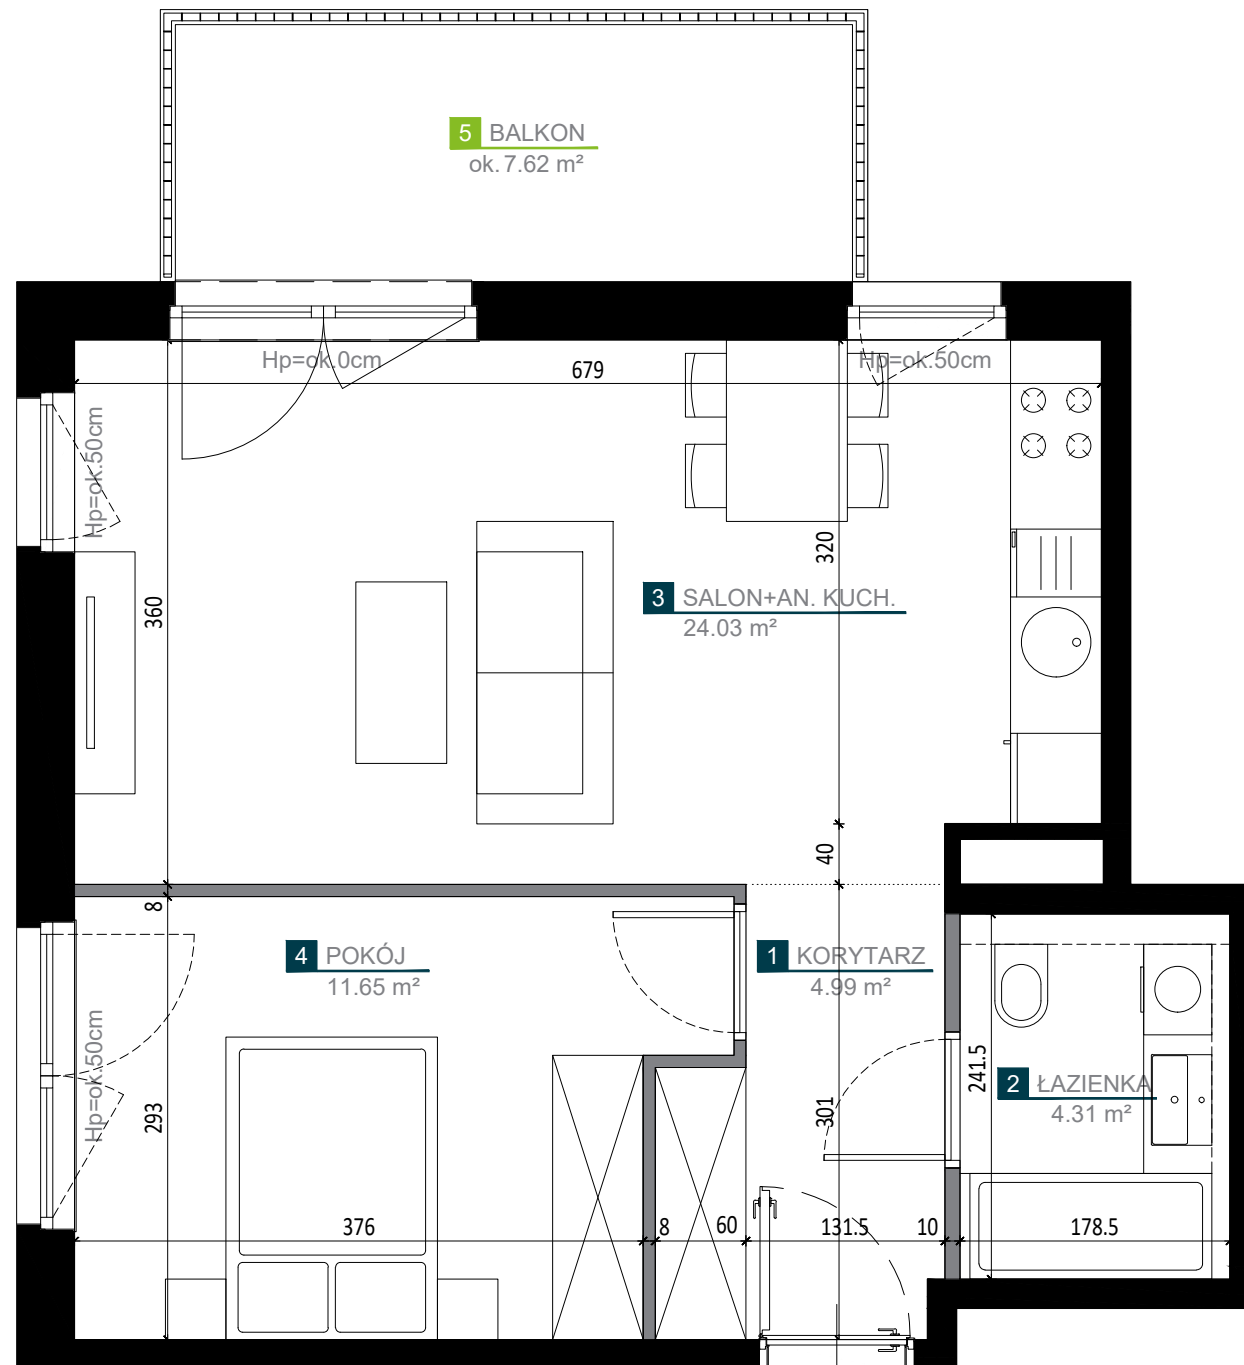 5 BALKON
ok. 7.62 m²
Hp=ok.0cm
679
Hp=ok.50cm
Hp=ok.50cm
320
3 SALON+AN. KUCH.
24.03 m²
360
40
8
4 POKÓJ
11.65 m²
1 KORYTARZ
4.99 m²
Hp=ok.50cm
293
301
241.5
2 ŁAZIENKA
4.31 m²
376
8
60
131.5
10
178.5